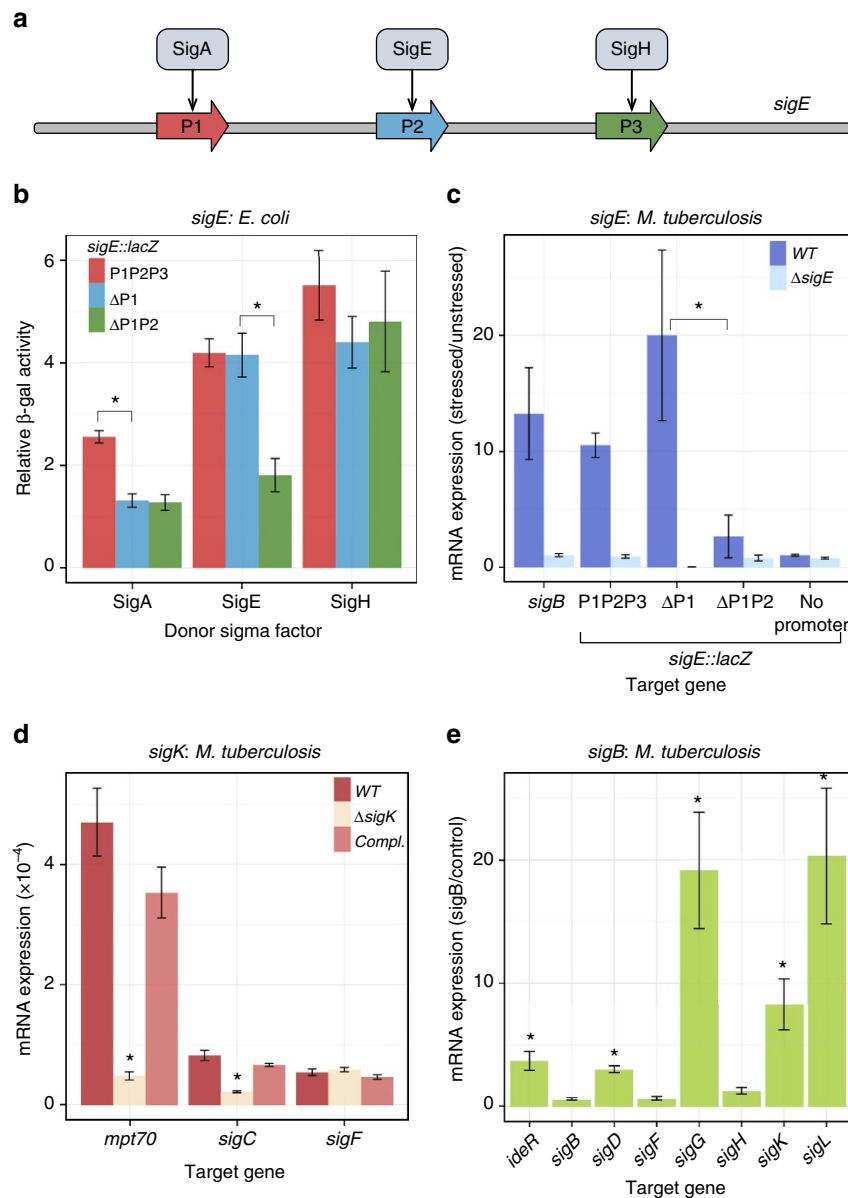 a
SigA
SigE
SigH
P1
P2
P3
sigE
b
sigE: E. coli
sigE::lacZ
P1P2P3
ΔP1
ΔP1P2
*
*
Relative β-gal activity
6
4
2
0
SigA
SigE
SigH
Donor sigma factor
c
sigE: M. tuberculosis
WT
ΔsigE
*
mRNA expression (stressed/unstressed)
20
10
0
sigB
P1P2P3
ΔP1
ΔP1P2
No promoter
sigE::lacZ
Target gene
d
sigK: M. tuberculosis
WT
ΔsigK
Compl.
mRNA expression (×10⁻⁴)
4
2
0
*
*
mpt70
sigC
sigF
Target gene
e
sigB: M. tuberculosis
mRNA expression (sigB/control)
20
10
0
*
*
*
*
*
ideR
sigB
sigD
sigF
sigG
sigH
sigK
sigL
Target gene